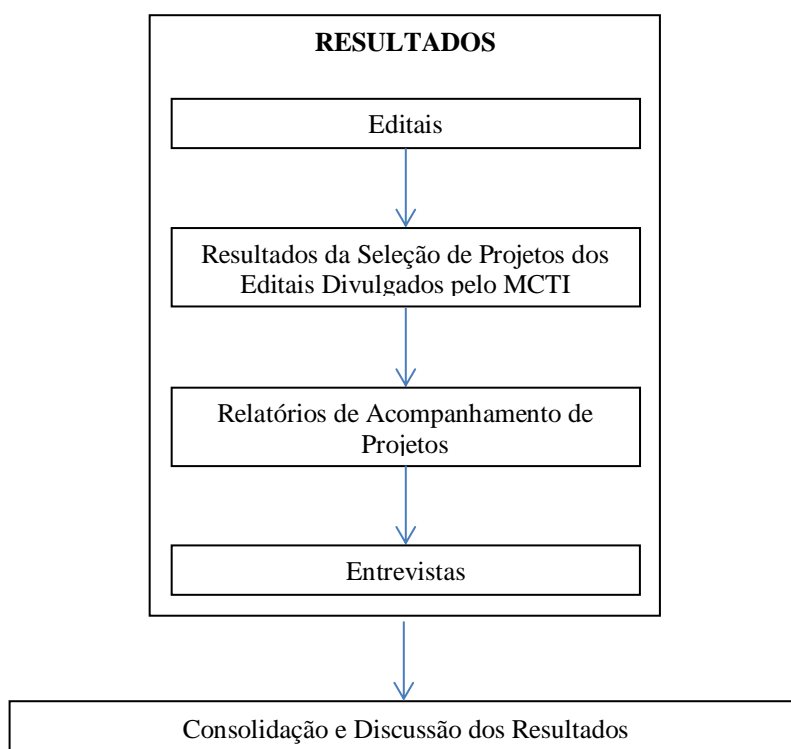 RESULTADOS
Editais
Resultados da Seleção de Projetos dos
Editais Divulgados pelo MCTI
Relatórios de Acompanhamento de
Projetos
Entrevistas
Consolidação e Discussão dos Resultados